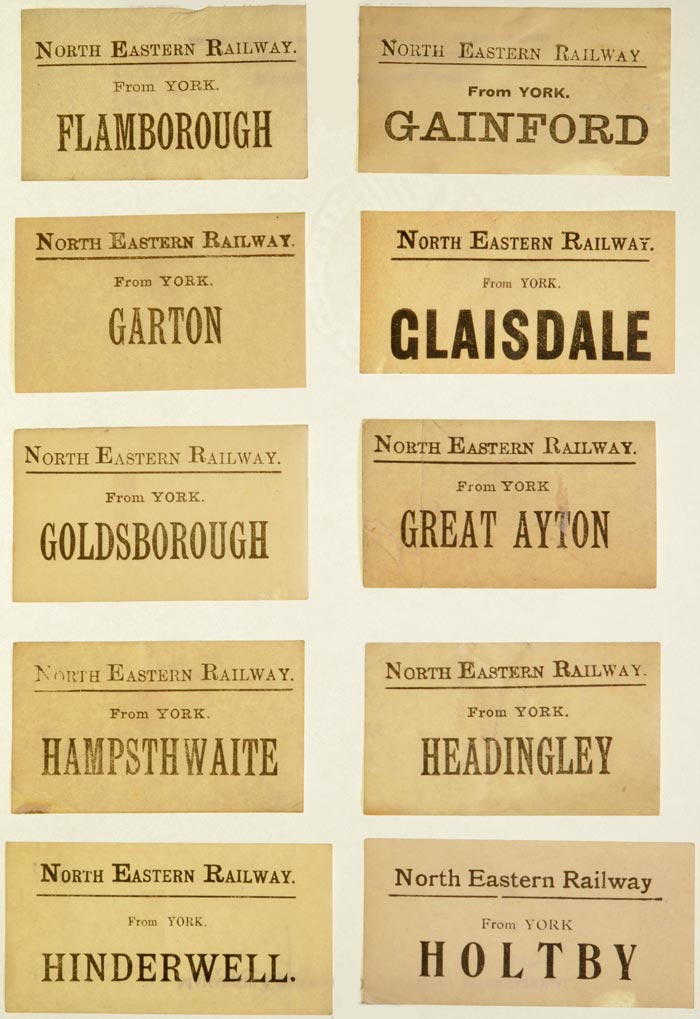 NORTH EASTERN RAILWAY.
From YORK.
FLAMBOROUGH
NORTH EASTERN RAILWAY.
From YORK.
GAINFORD
NORTH EASTERN RAILWAY.
From YORK.
GARTON
NORTH EASTERN RAILWAY.
From YORK.
GLAISDALE
NORTH EASTERN RAILWAY.
From YORK.
GOLDSBOROUGH
NORTH EASTERN RAILWAY.
From YORK
GREAT AYTON
NORTH EASTERN RAILWAY.
From YORK.
HAMPSTHWAITE
NORTH EASTERN RAILWAY.
From YORK.
HEADINGLEY
NORTH EASTERN RAILWAY.
From YORK.
HINDERWELL.
North Eastern Railway
From YORK
HOLTBY